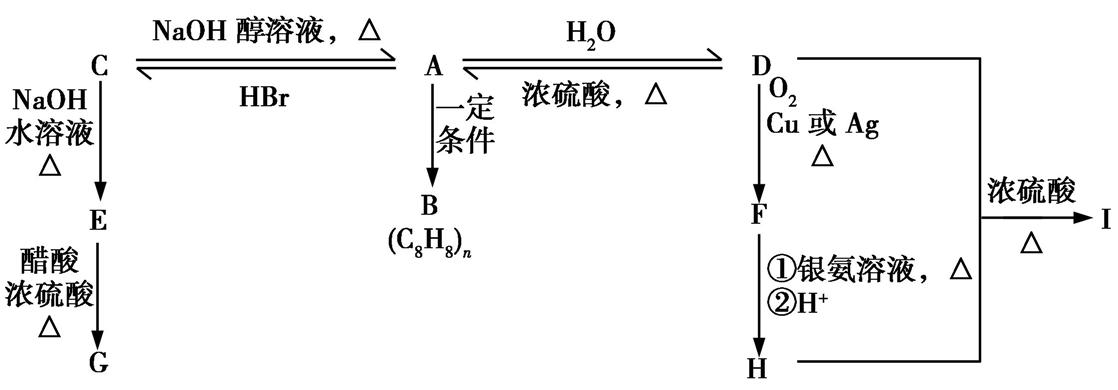 NaOH 醇溶液，△
H₂O
C
A
D
HBr
浓硫酸，△
NaOH
水溶液
△
一定
条件
O₂
Cu 或 Ag
△
浓硫酸
△
I
E
B
(C₈H₈)ₙ
F
醋酸
浓硫酸
△
①银氨溶液，△
②H⁺
G
H